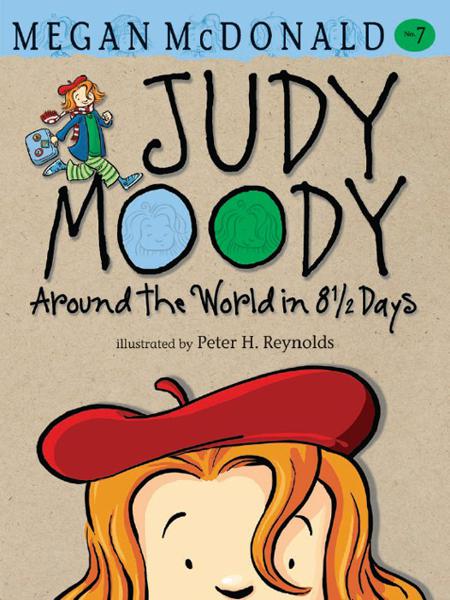 MEGAN McDONALD No. 7
JUDY
MOODY
Around the World in 8½ Days
illustrated by Peter H. Reynolds